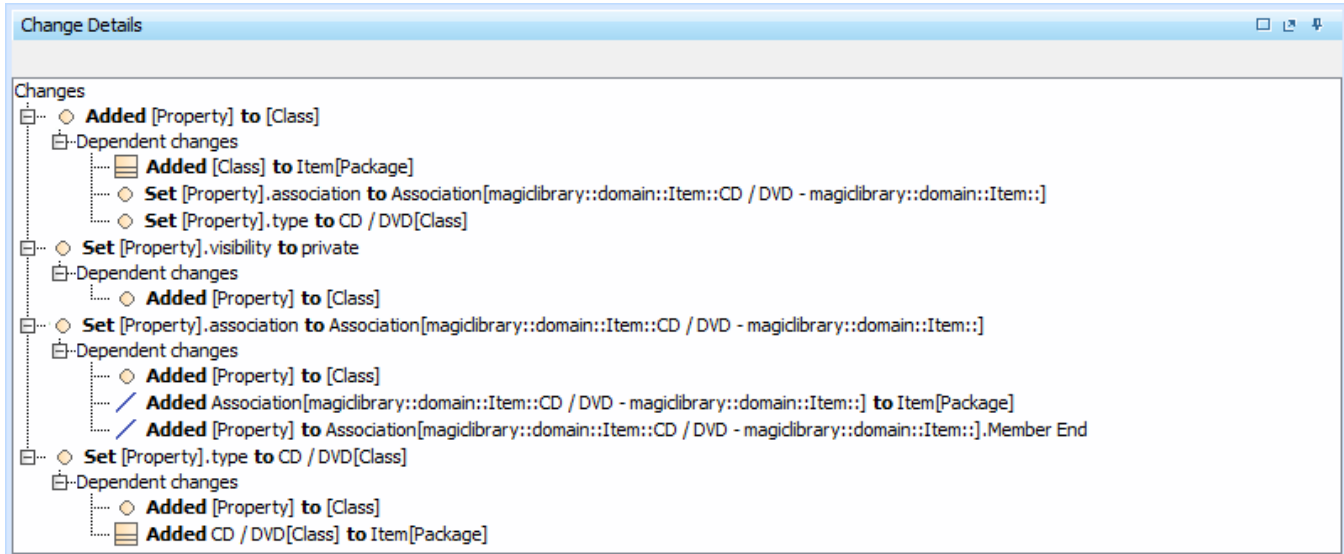 Change Details
Changes
Added [Property] to [Class]
Dependent changes
Added [Class] to Item[Package]
Set [Property].association to Association[magiclibrary::domain::Item::CD / DVD - magiclibrary::domain::Item::]
Set [Property].type to CD / DVD[Class]
Set [Property].visibility to private
Dependent changes
Added [Property] to [Class]
Set [Property].association to Association[magiclibrary::domain::Item::CD / DVD - magiclibrary::domain::Item::]
Dependent changes
Added [Property] to [Class]
Added Association[magiclibrary::domain::Item::CD / DVD - magiclibrary::domain::Item::] to Item[Package]
Added [Property] to Association[magiclibrary::domain::Item::CD / DVD - magiclibrary::domain::Item::].Member End
Set [Property].type to CD / DVD[Class]
Dependent changes
Added [Property] to [Class]
Added CD / DVD[Class] to Item[Package]